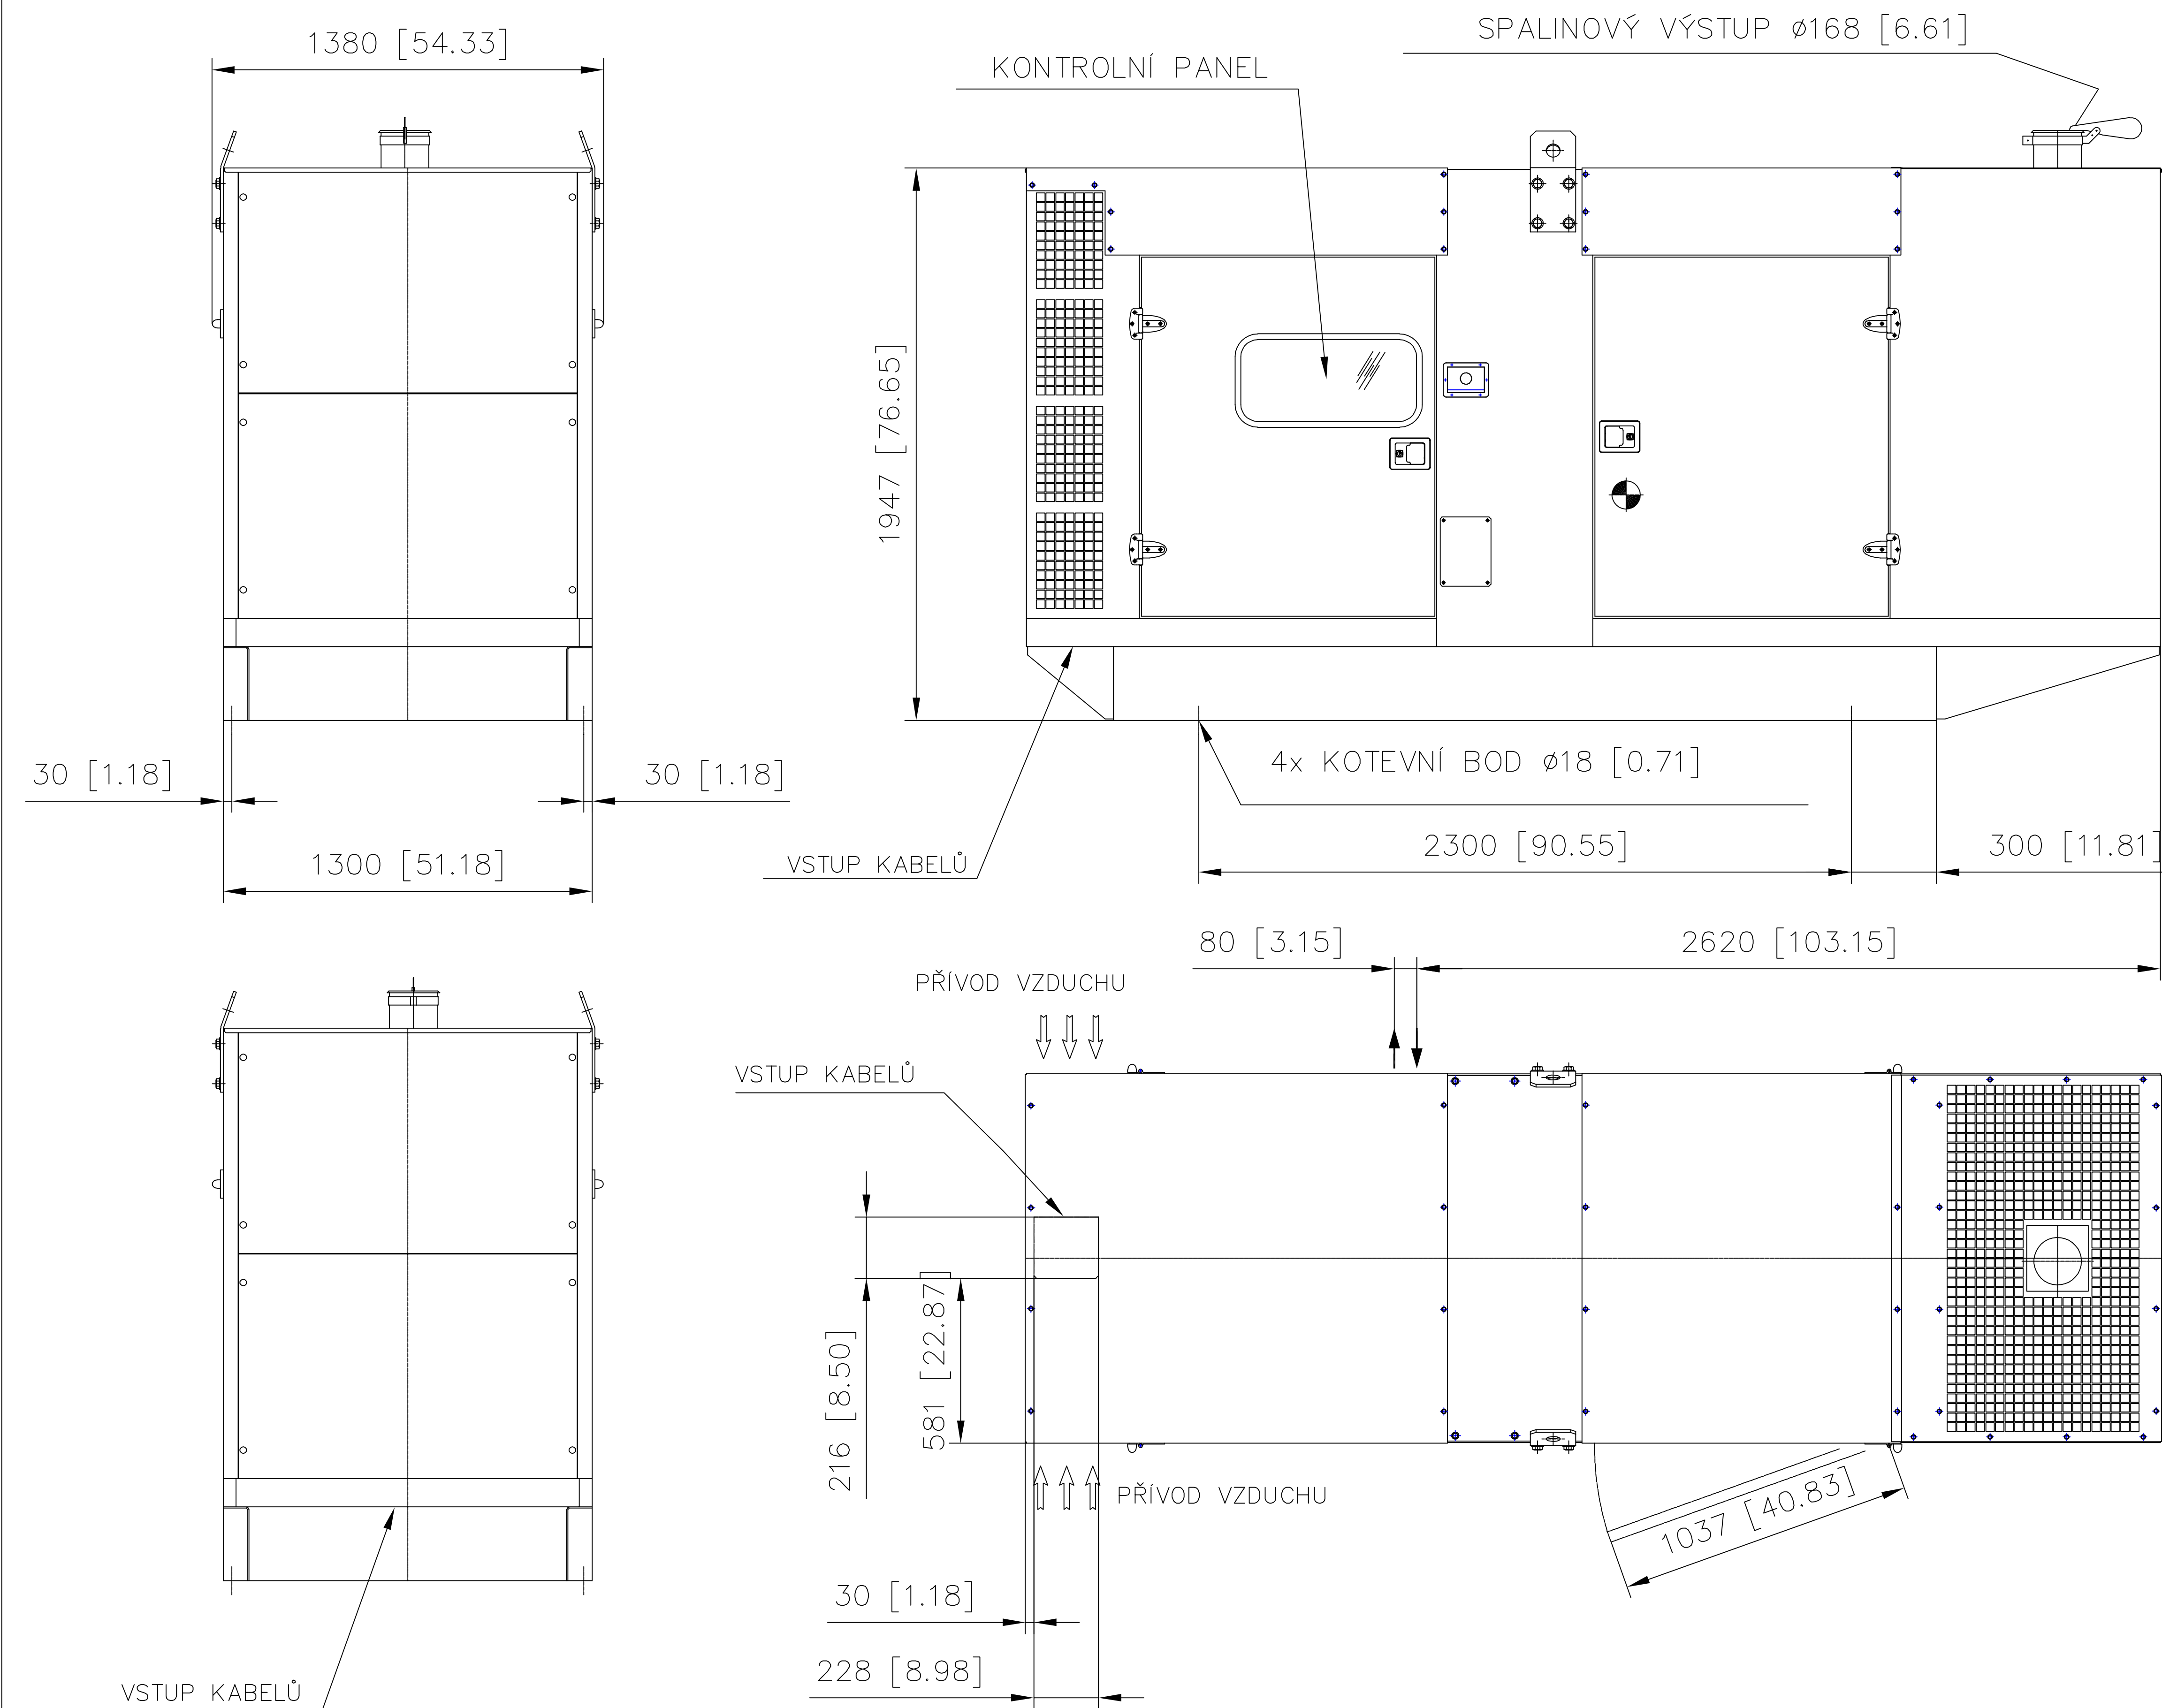 1380 [54.33]
SPALINOVÝ VÝSTUP ø168 [6.61]
KONTROLNÍ PANEL
1947 [76.65]
30 [1.18]
30 [1.18]
4x KOTEVNÍ BOD ø18 [0.71]
1300 [51.18]
VSTUP KABELŮ
2300 [90.55]
300 [11.81]
80 [3.15]
2620 [103.15]
PŘÍVOD VZDUCHU
VSTUP KABELŮ
216 [8.50]
581 [22.87]
PŘÍVOD VZDUCHU
1037 [40.83]
30 [1.18]
228 [8.98]
VSTUP KABELŮ